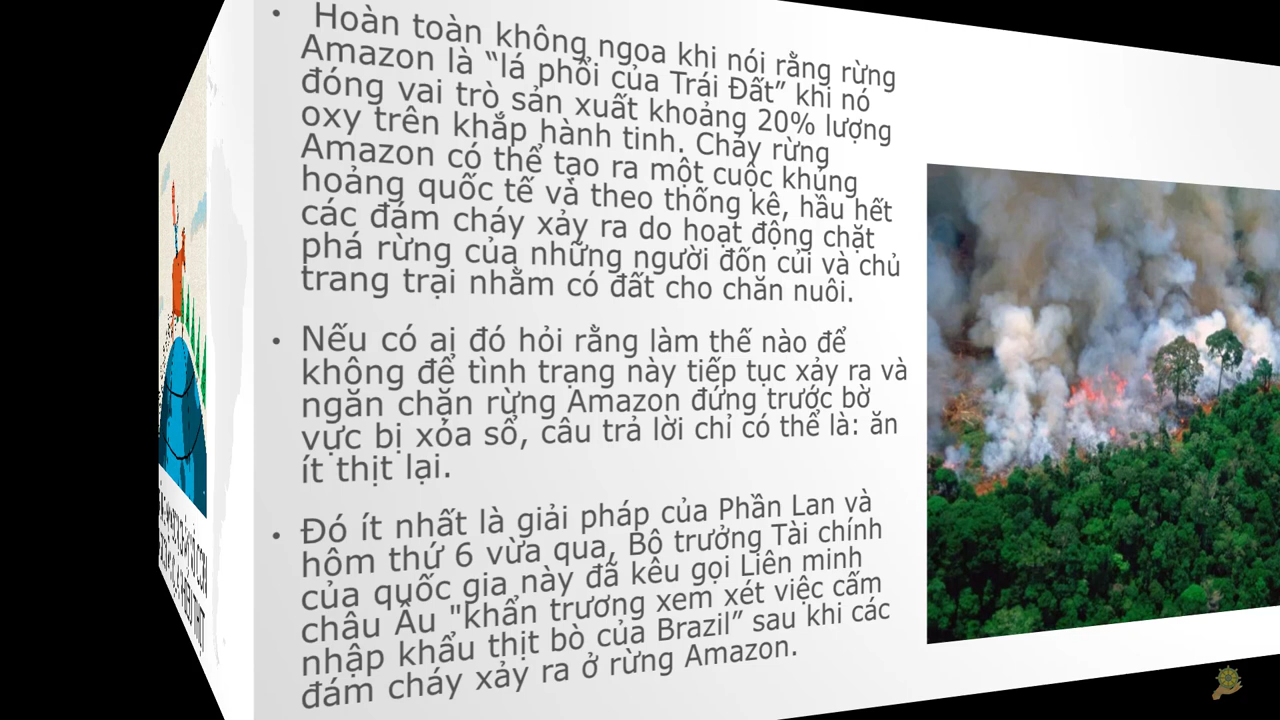 • Hoàn toàn không ngoa khi nói rằng rừng
Amazon là “lá phổi của Trái Đất” khi nó
đóng vai trò sản xuất khoảng 20% lượng
oxy trên khắp hành tinh. Cháy rừng
Amazon có thể tạo ra một cuộc khủng
hoảng quốc tế và theo thống kê, hầu hết
các đám cháy xảy ra do hoạt động chặt
phá rừng của những người đốn củi và chủ
trang trại nhằm có đất cho chăn nuôi.
• Nếu có ai đó hỏi rằng làm thế nào để
không để tình trạng này tiếp tục xảy ra và
ngăn chặn rừng Amazon đứng trước bờ
vực bị xóa sổ, câu trả lời chỉ có thể là: ăn
ít thịt lại.
• Đó ít nhất là giải pháp của Phần Lan và
hôm thứ 6 vừa qua, Bộ trưởng Tài chính
của quốc gia này đã kêu gọi Liên minh
châu Âu "khẩn trương xem xét việc cấm
nhập khẩu thịt bò của Brazil” sau khi các
đám cháy xảy ra ở rừng Amazon.